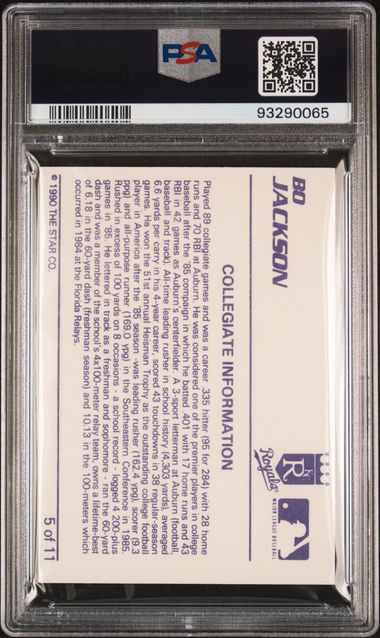 PSA
93290065
BO
JACKSON
Royals
MAJOR LEAGUE BASEBALL
COLLEGIATE INFORMATION
Played 89 collegiate games and was a career .335 hitter (95 for 284) with 28 home
runs and 70 RBI at Auburn. He was considered one of the premier players in college
baseball after the '85 campaign in which he batted .401 with 17 home runs and 43
RBI in 42 games as Auburn's centerfielder. A 3-sport letterman at Auburn (football,
baseball and track). All-time leading rusher in school history (4,303 yards), averaged
6.6 yards per carry in his 4-year career, scored 43 touchdowns in 38 regular-season
games. He won the 51st annual Heisman Trophy as the outstanding college football
player in America after the '85 season - was leading rusher (162.4 ypg), scorer (9.3
ppg) and all-purpose runner (169.0 ypg) in the Southeastern Conference in 1985.
Rushed in excess of 100 yards on 8 occasions - a school record - logged 4 200-plus
games in '85. He lettered in track as a freshman and sophomore - ran the 60-yard
dash and was a member of the school's 4x100-meter relay team, owns a lifetime-best
of 6.18 in the 60-yard dash (freshman season) and 10.13 in the 100-meters which
occurred in 1984 at the Florida Relays.
© 1990 THE STAR CO.
5 of 11